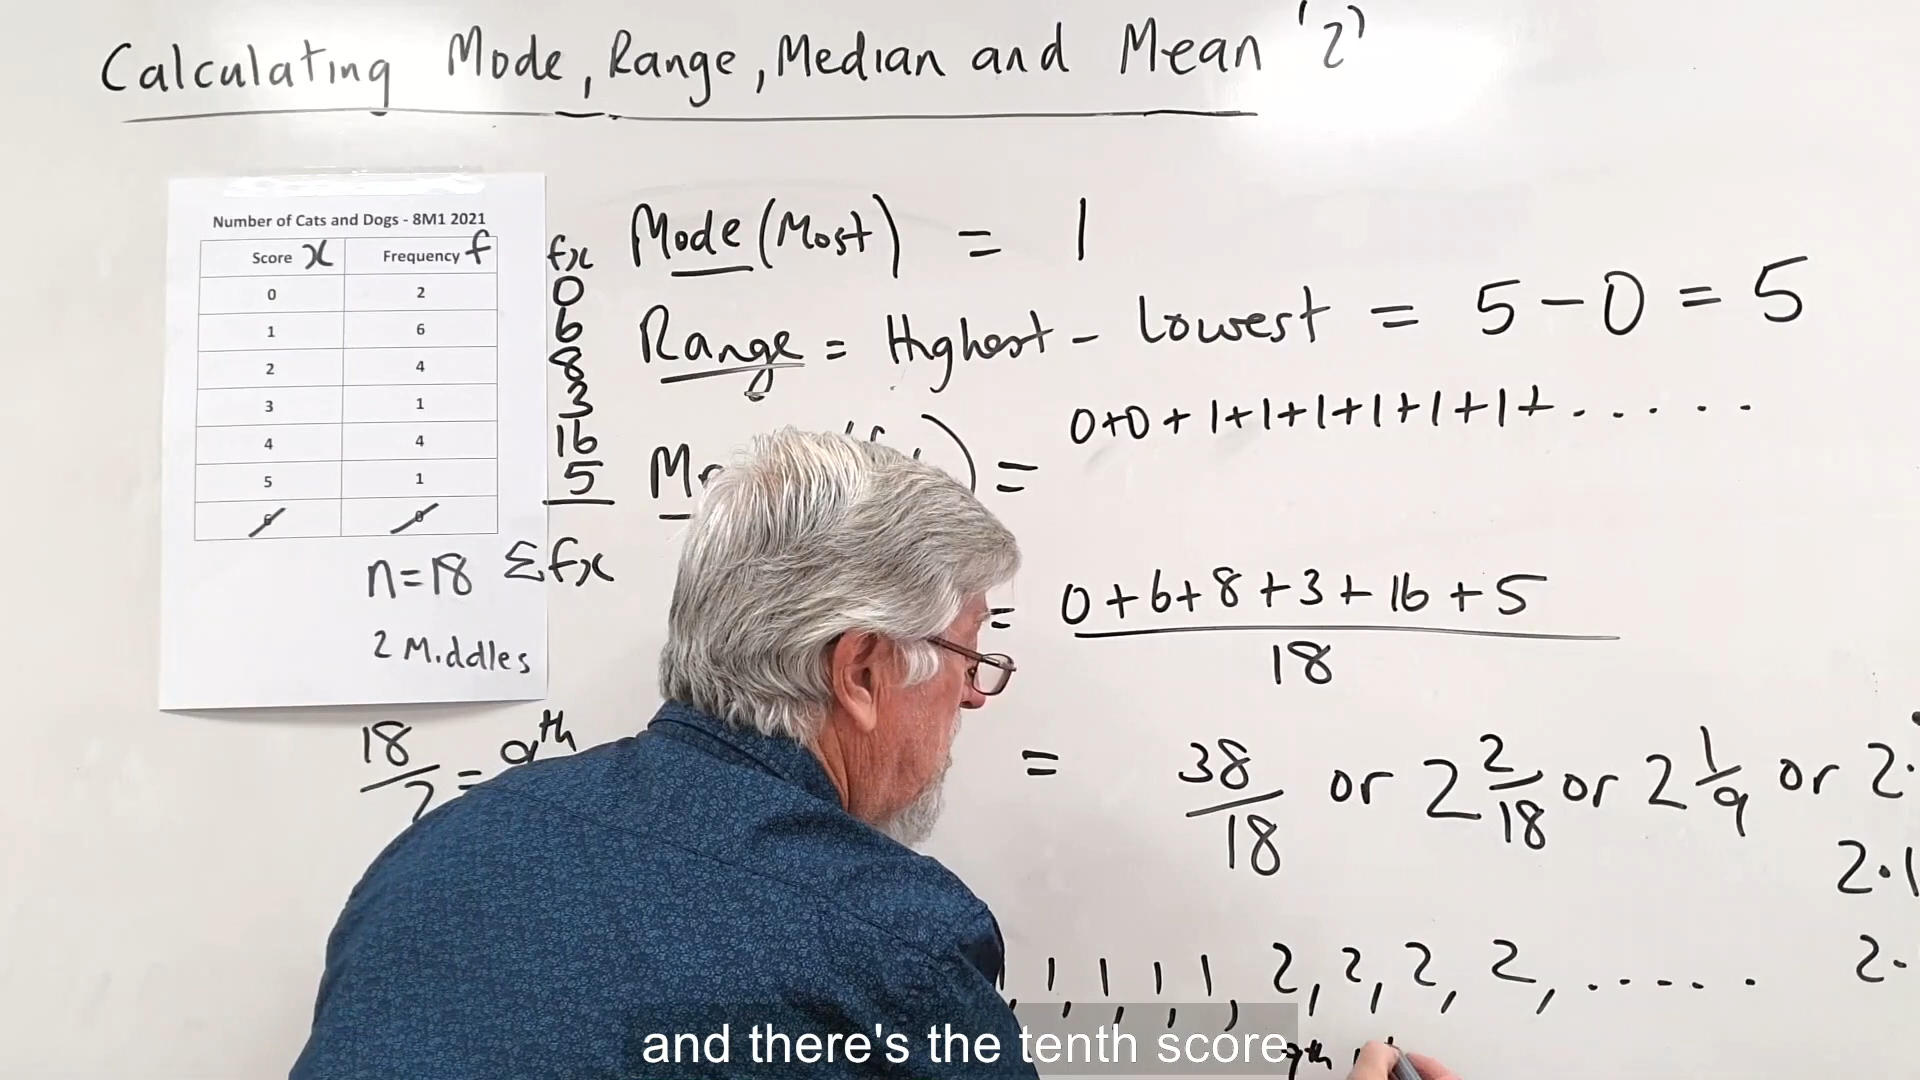 Calculating Mode, Range, Median and Mean '2'
Number of Cats and Dogs - 8M1 2021
Score x Frequency f fx
0 2 0
1 6 6
2 4 8
3 1 3
4 4 16
5 1 5
n=18 Σfx
2 Middles
18/2 = 9th
Mode (Most) = 1
Range = Highest - Lowest = 5 - 0 = 5
0+0+1+1+1+1+1+1+.....
=
= 0+6+8+3+16+5
18
= 38/18 or 2 2/18 or 2 1/9 or 2.
2.1
2.
1, 1, 1, 1, 2, 2, 2, 2, .....
9th
and there's the tenth score